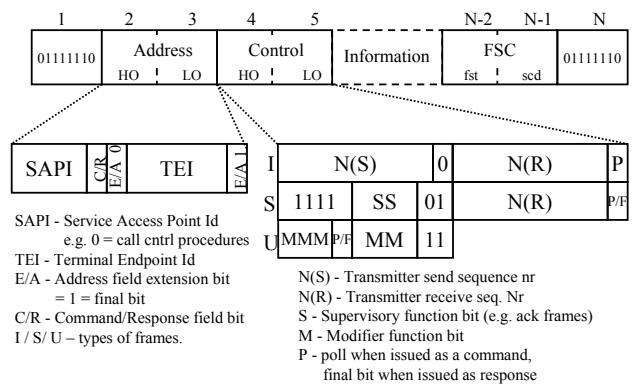 1 2 3 4 5 N-2 N-1 N
01111110 Address Control Information FSC 01111110
HO LO HO LO fst scd
SAPI C/R E/A 0 TEI E/A 1
I N(S) 0 N(R) P
S 1111 SS 01 N(R) P/F
U MMM P/F MM 11
SAPI - Service Access Point Id
e.g. 0 = call cntrl procedures
TEI - Terminal Endpoint Id
E/A - Address field extension bit
= 1 = final bit
C/R - Command/Response field bit
I / S/ U – types of frames.
N(S) - Transmitter send sequence nr
N(R) - Transmitter receive seq. Nr
S - Supervisory function bit (e.g. ack frames)
M - Modifier function bit
P - poll when issued as a command,
final bit when issued as response